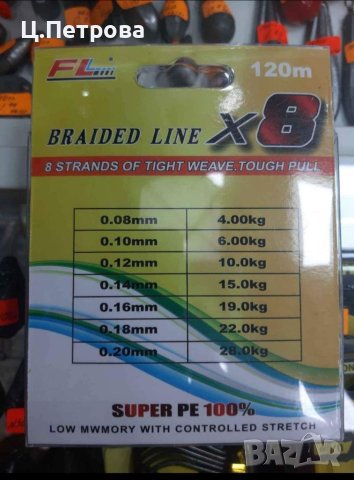 Ц.Петрова
FL
120m
BRAIDED LINE X8
8 STRANDS OF TIGHT WEAVE.TOUGH PULL
0.08mm 4.00kg
0.10mm 6.00kg
0.12mm 10.0kg
0.14mm 15.0kg
0.16mm 19.0kg
0.18mm 22.0kg
0.20mm 28.0kg
SUPER PE 100%
LOW MWMORY WITH CONTROLLED STRETCH
BAZAR